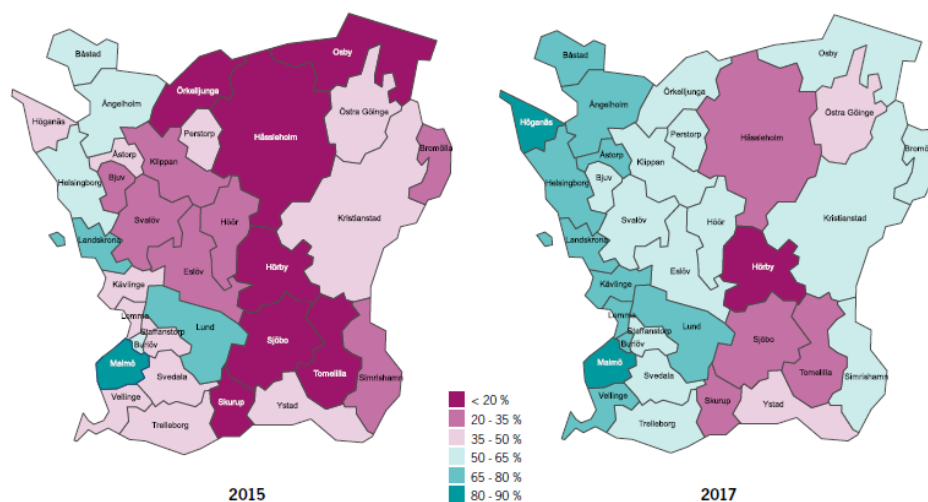 Osby
Båstad
Örkelljunga
Ängelholm
Höganäs
Östra Göinge
Perstorp
Hässleholm
Åstorp
Klippan
Bromölla
Bjuv
Helsingborg
Svalöv
Höör
Kristianstad
Landskrona
Eslöv
Hörby
Kävlinge
Lomma
Staffanstorp
Lund
Burlöv
Sjöbo
Malmö
Tomelilla
Svedala
Simrishamn
Vellinge
Skurup
Ystad
Trelleborg
2015
< 20 %
20 - 35 %
35 - 50 %
50 - 65 %
65 - 80 %
80 - 90 %
Båstad
Osby
Örkelljunga
Ängelholm
Höganäs
Östra Göinge
Perstorp
Hässleholm
Åstorp
Klippan
Bromölla
Bjuv
Helsingborg
Svalöv
Höör
Kristianstad
Landskrona
Eslöv
Hörby
Kävlinge
Lomma
Staffanstorp
Lund
Burlöv
Sjöbo
Malmö
Tomelilla
Svedala
Simrishamn
Vellinge
Skurup
Ystad
Trelleborg
2017